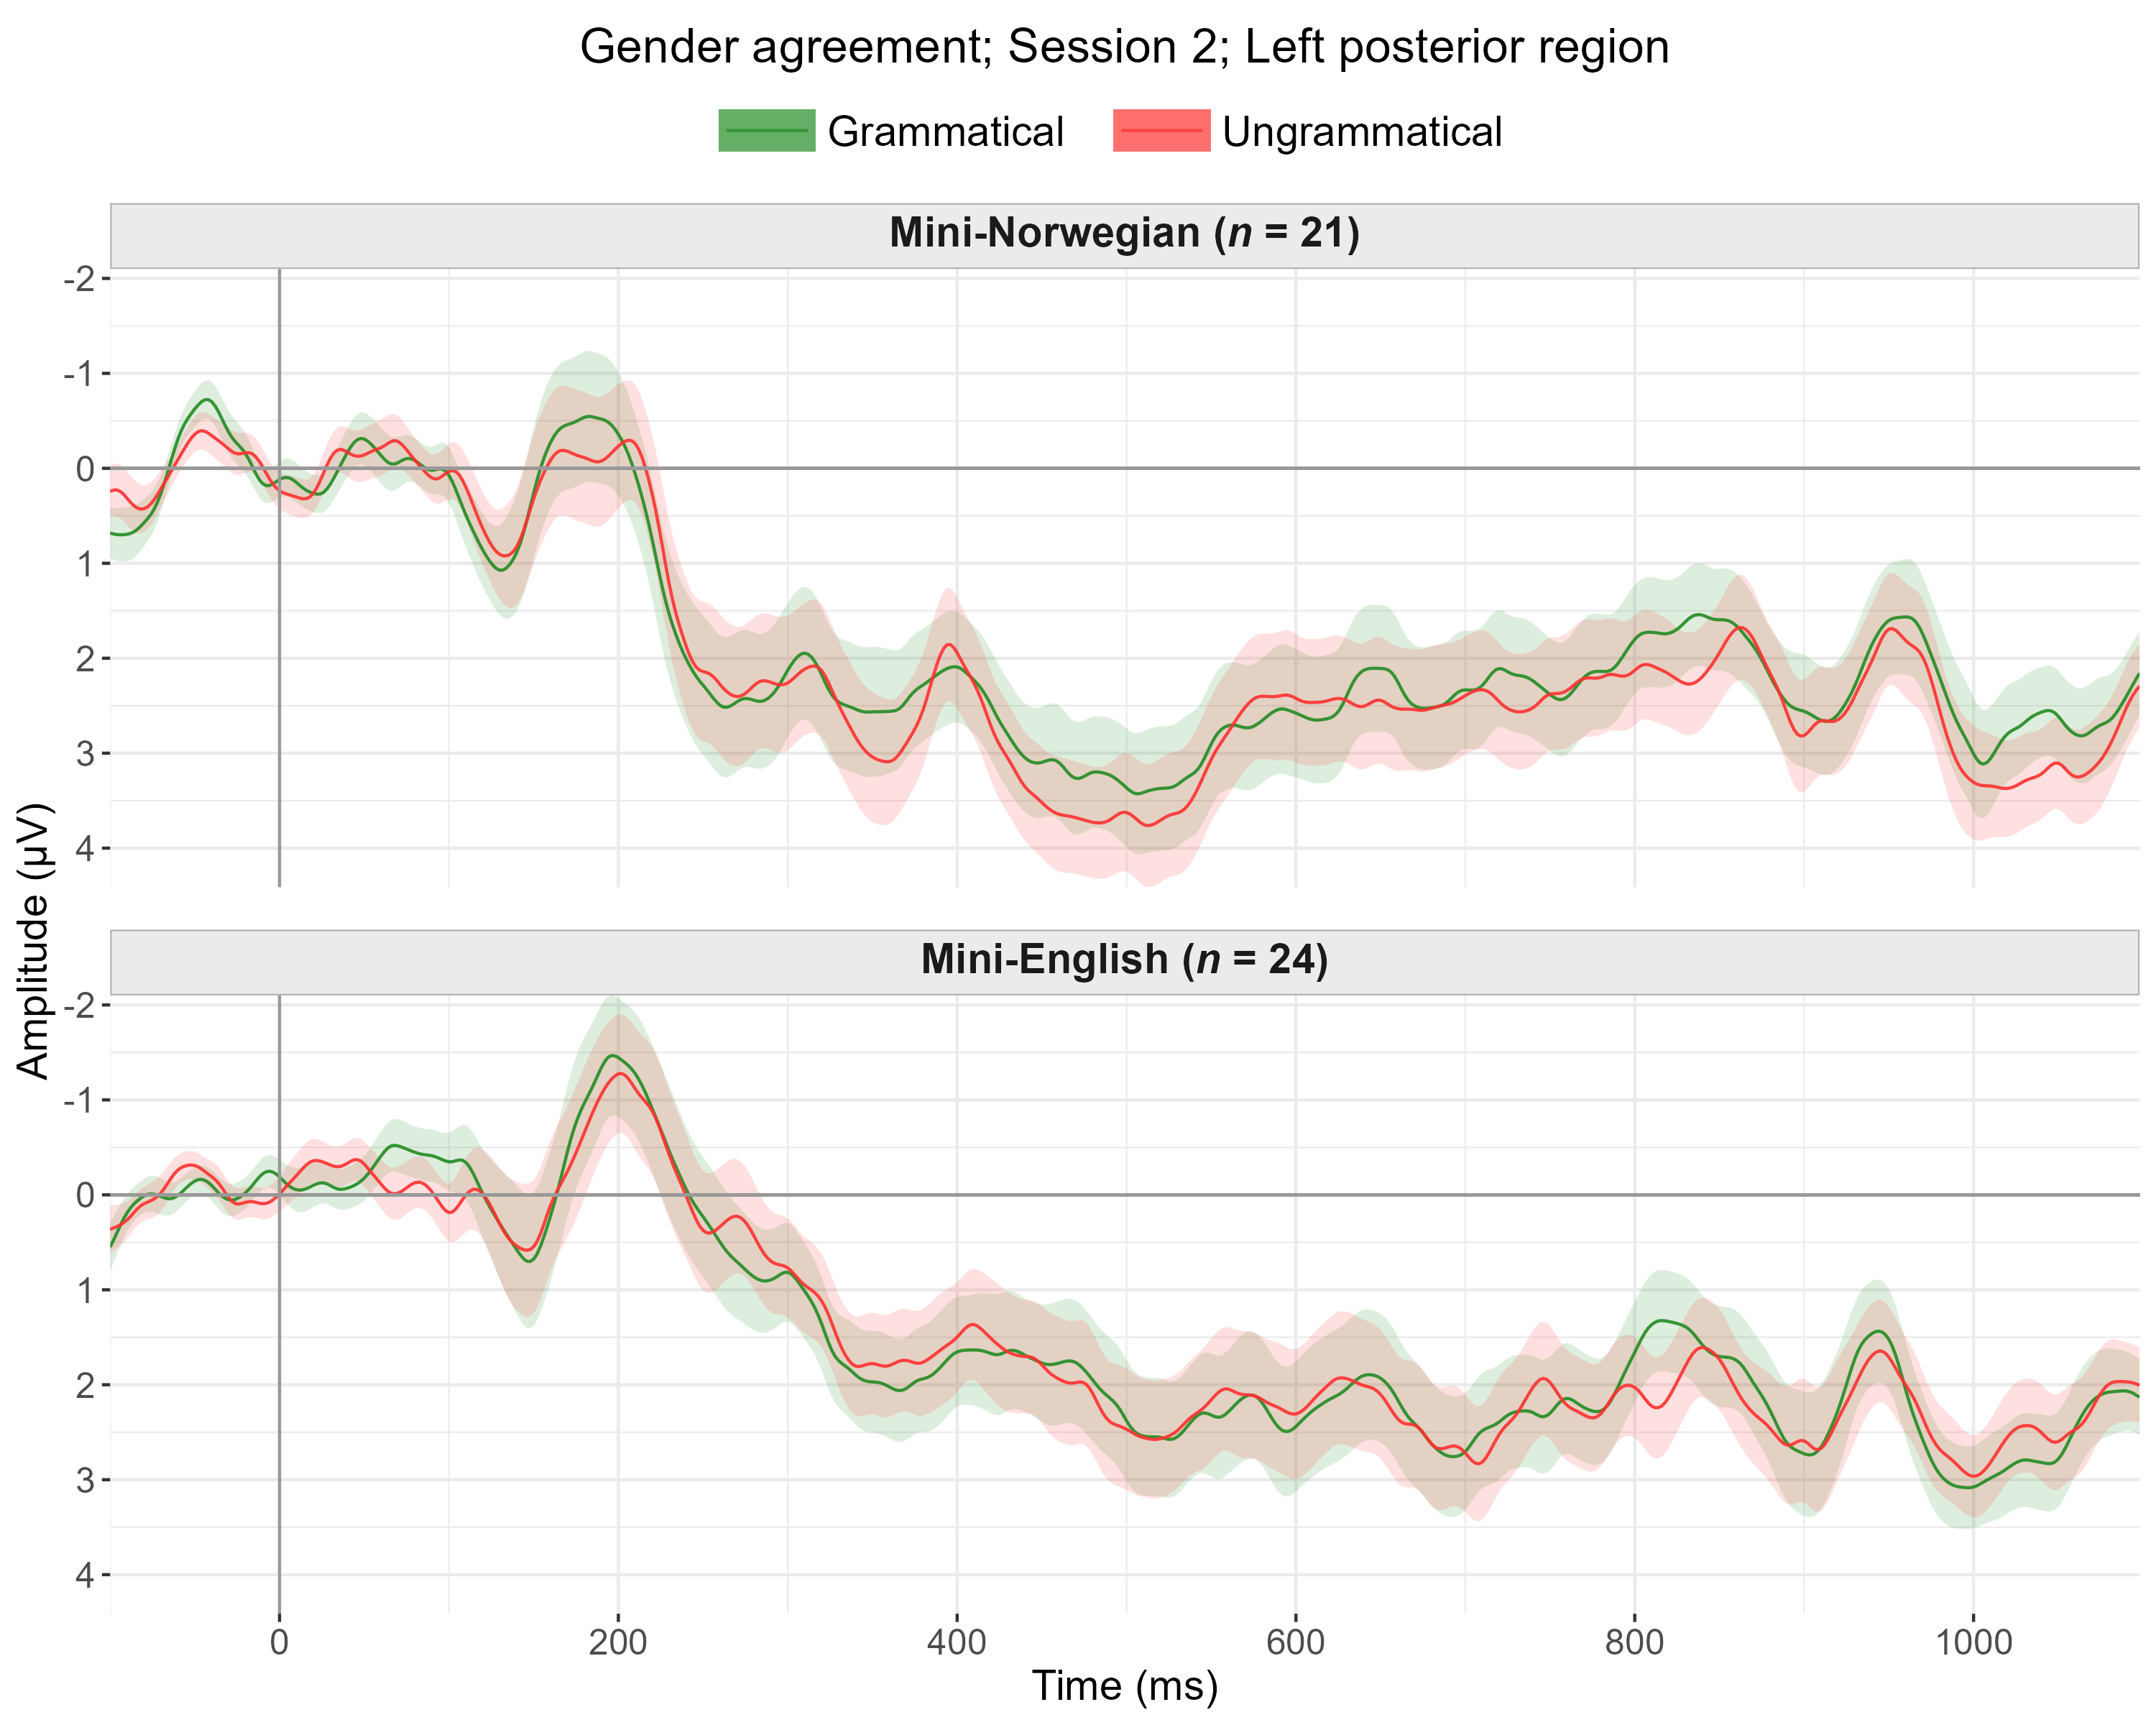 Gender agreement; Session 2; Left posterior region
Grammatical Ungrammatical
Mini-Norwegian (n = 21)
-2
-1
0
1
2
3
4
Amplitude (µV)
Mini-English (n = 24)
-2
-1
0
1
2
3
4
0 200 400 600 800 1000
Time (ms)